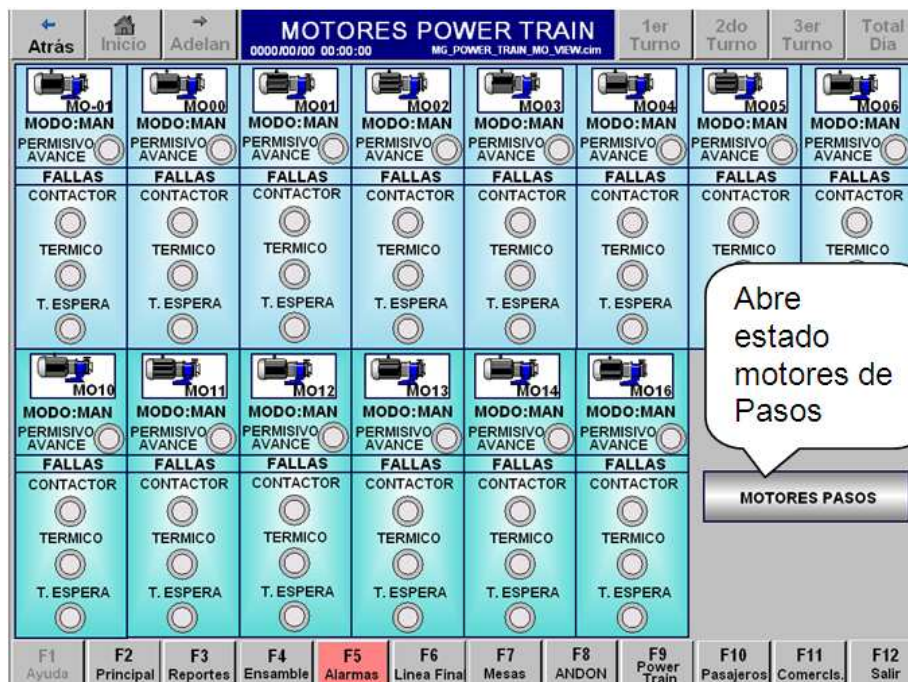 Atrás Inicio Adelan MOTORES POWER TRAIN 1er Turno 2do Turno 3er Turno Total Dia
0000/00/00 00:00:00 MG_POWER_TRAIN_MO_VIEW.cim
MO-01 MO00 MO01 MO02 MO03 MO04 MO05 MO06
MODO:MAN MODO:MAN MODO:MAN MODO:MAN MODO:MAN MODO:MAN MODO:MAN MODO:MAN
PERMISIVO PERMISIVO PERMISIVO PERMISIVO PERMISIVO PERMISIVO PERMISIVO PERMISIVO
AVANCE AVANCE AVANCE AVANCE AVANCE AVANCE AVANCE AVANCE
FALLAS FALLAS FALLAS FALLAS FALLAS FALLAS FALLAS FALLAS
CONTACTOR CONTACTOR CONTACTOR CONTACTOR CONTACTOR CONTACTOR CONTACTOR CONTACTOR
TERMICO TERMICO TERMICO TERMICO TERMICO TERMICO TERMICO TERMICO
T. ESPERA T. ESPERA T. ESPERA T. ESPERA T. ESPERA T. ESPERA
Abre
estado
motores de
Pasos
MO10 MO11 MO12 MO13 MO14 MO16
MODO:MAN MODO:MAN MODO:MAN MODO:MAN MODO:MAN MODO:MAN
PERMISIVO PERMISIVO PERMISIVO PERMISIVO PERMISIVO PERMISIVO
AVANCE AVANCE AVANCE AVANCE AVANCE AVANCE
FALLAS FALLAS FALLAS FALLAS FALLAS FALLAS
CONTACTOR CONTACTOR CONTACTOR CONTACTOR CONTACTOR CONTACTOR
MOTORES PASOS
TERMICO TERMICO TERMICO TERMICO TERMICO TERMICO
T. ESPERA T. ESPERA T. ESPERA T. ESPERA T. ESPERA T. ESPERA
F1 F2 F3 F4 F5 F6 F7 F8 F9 F10 F11 F12
Ayuda Principal Reportes Ensamble Alarmas Linea Final Mesas ANDON Power Train Pasajeros Comercls. Salir